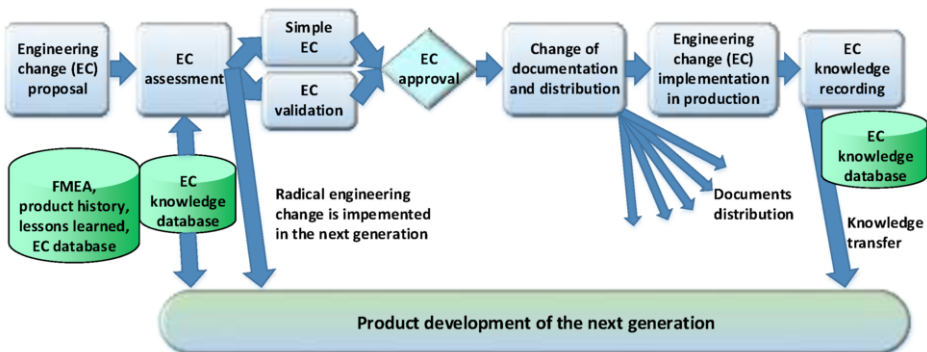 Engineering
change (EC)
proposal
EC
assessment
Simple
EC
EC
validation
EC
approval
Change of
documentation
and distribution
Engineering
change (EC)
implementation
in production
EC
knowledge
recording
FMEA,
product history,
lessons learned,
EC database
EC
knowledge
database
Radical engineering
change is impemented
in the next generation
Documents
distribution
EC
knowledge
database
Knowledge
transfer
Product development of the next generation